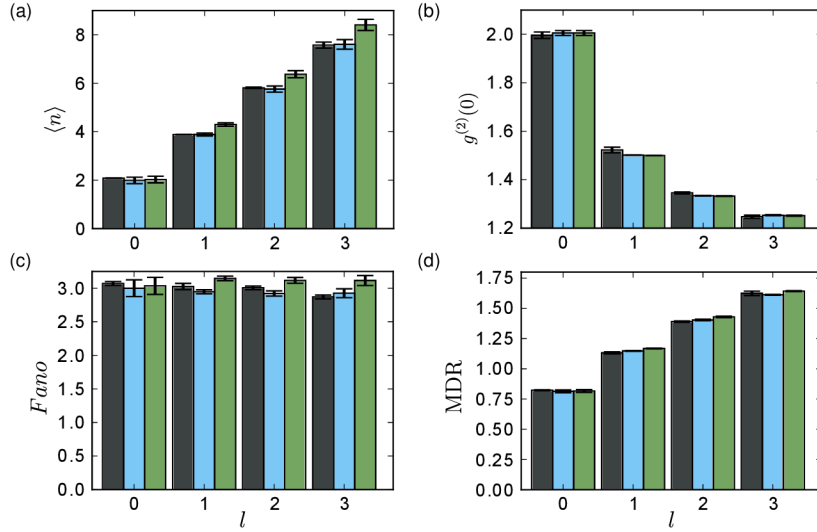 (a)
8
6
4
2
0
⟨n⟩
0 1 2 3
(b)
2.0
1.8
1.6
1.4
1.2
g^(2)(0)
0 1 2 3
(c)
3.0
2.5
2.0
1.5
1.0
0.5
0.0
Fano
0 1 2 3
l
(d)
1.75
1.50
1.25
1.00
0.75
0.50
0.25
0.00
MDR
0 1 2 3
l